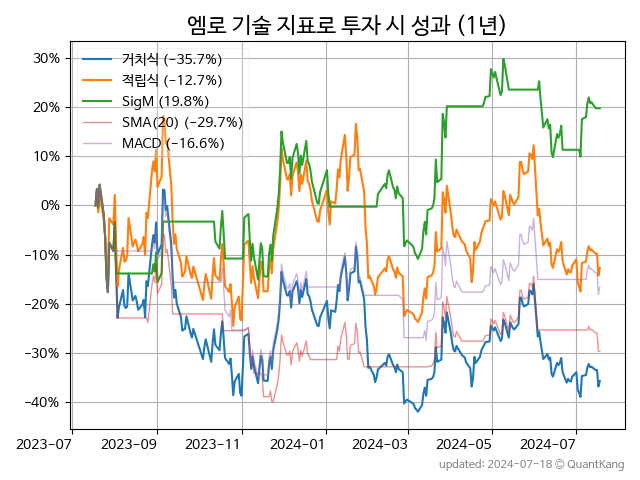 엠로 기술 지표로 투자 시 성과 (1년)
30%
20%
10%
0%
−10%
−20%
−30%
−40%
거치식 (−35.7%)
적립식 (−12.7%)
SigM (19.8%)
SMA(20) (−29.7%)
MACD (−16.6%)
2023-07 2023-09 2023-11 2024-01 2024-03 2024-05 2024-07
updated: 2024-07-18 © QuantKang